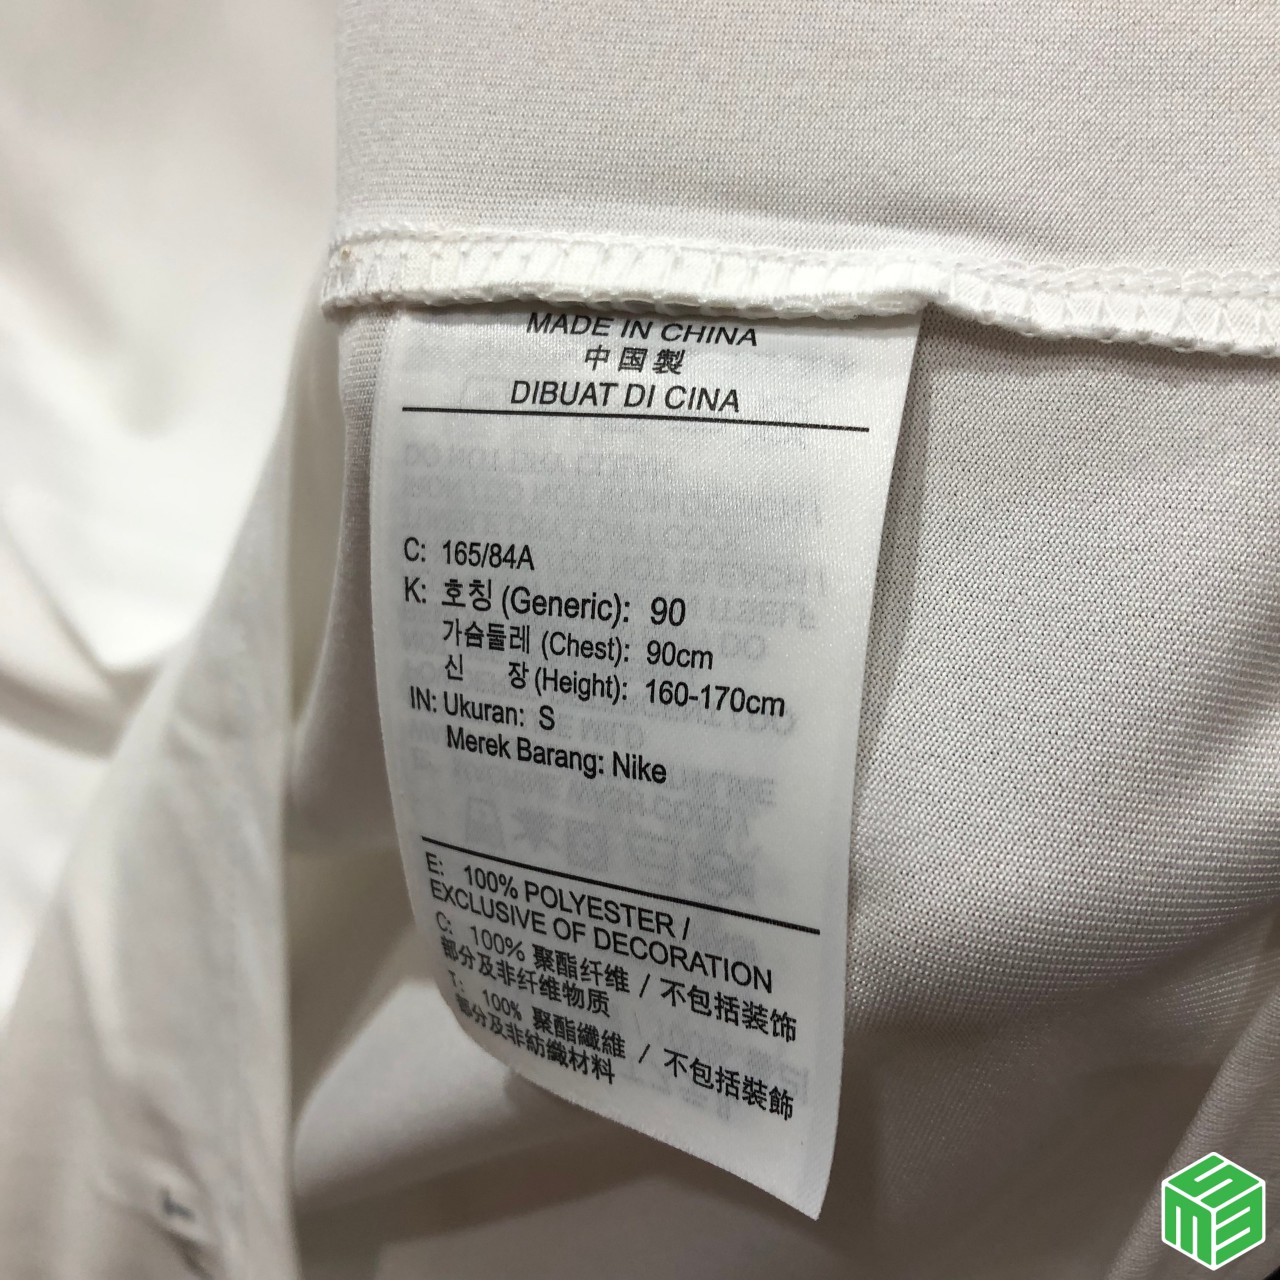 MADE IN CHINA
中国製
DIBUAT DI CINA
C: 165/84A
K: 호칭 (Generic): 90
가슴둘레 (Chest): 90cm
신 장 (Height): 160-170cm
IN: Ukuran: S
Merek Barang: Nike
E: 100% POLYESTER /
EXCLUSIVE OF DECORATION
C: 100% 聚酯纤维 / 不包括装饰
部分及非纤维物质
T: 100% 聚酯纖維 / 不包括裝飾
部分及非紡織材料